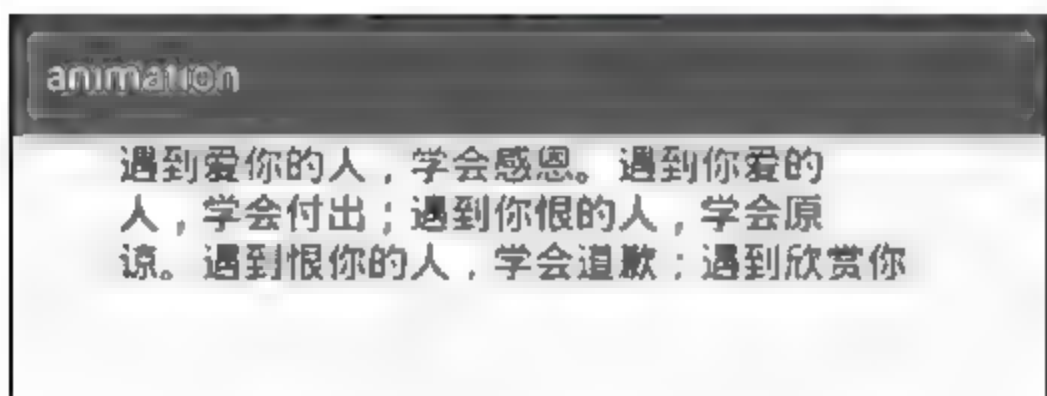 animation
遇到爱你的人，学会感恩。遇到你爱的
人，学会付出；遇到你恨的人，学会原
谅。遇到恨你的人，学会道歉；遇到欣赏你